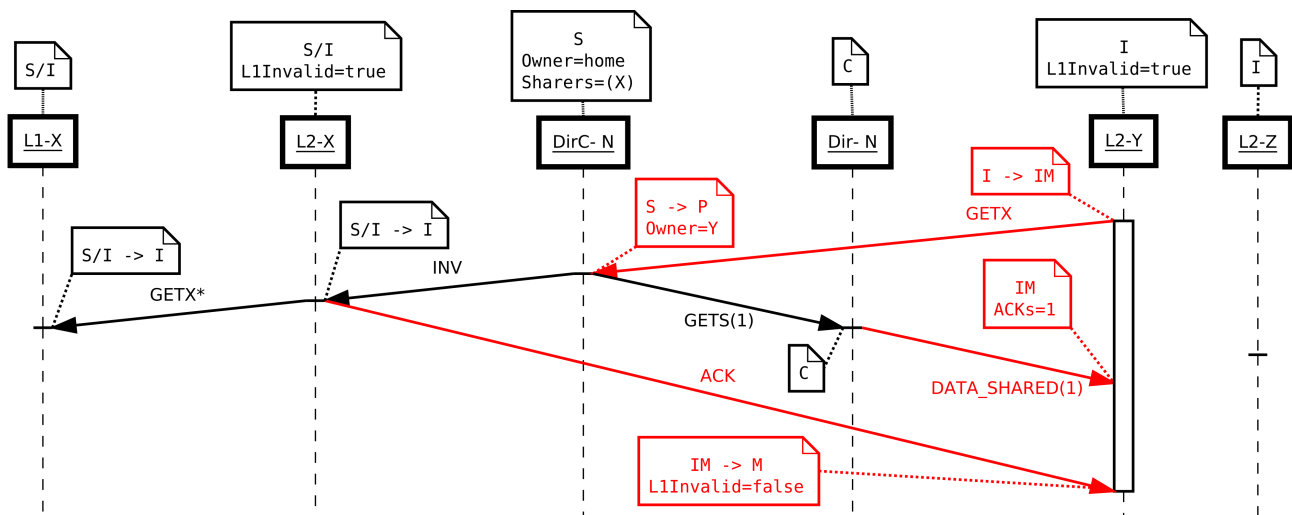 S/I
S/I
L1Invalid=true
S
Owner=home
Sharers=(X)
C
I
L1Invalid=true
I
L1-X
L2-X
DirC- N
Dir- N
L2-Y
L2-Z
I -> IM
S -> P
Owner=Y
GETX
S/I -> I
S/I -> I
INV
GETX*
GETS(1)
IM
ACKs=1
C
ACK
DATA_SHARED(1)
IM -> M
L1Invalid=false